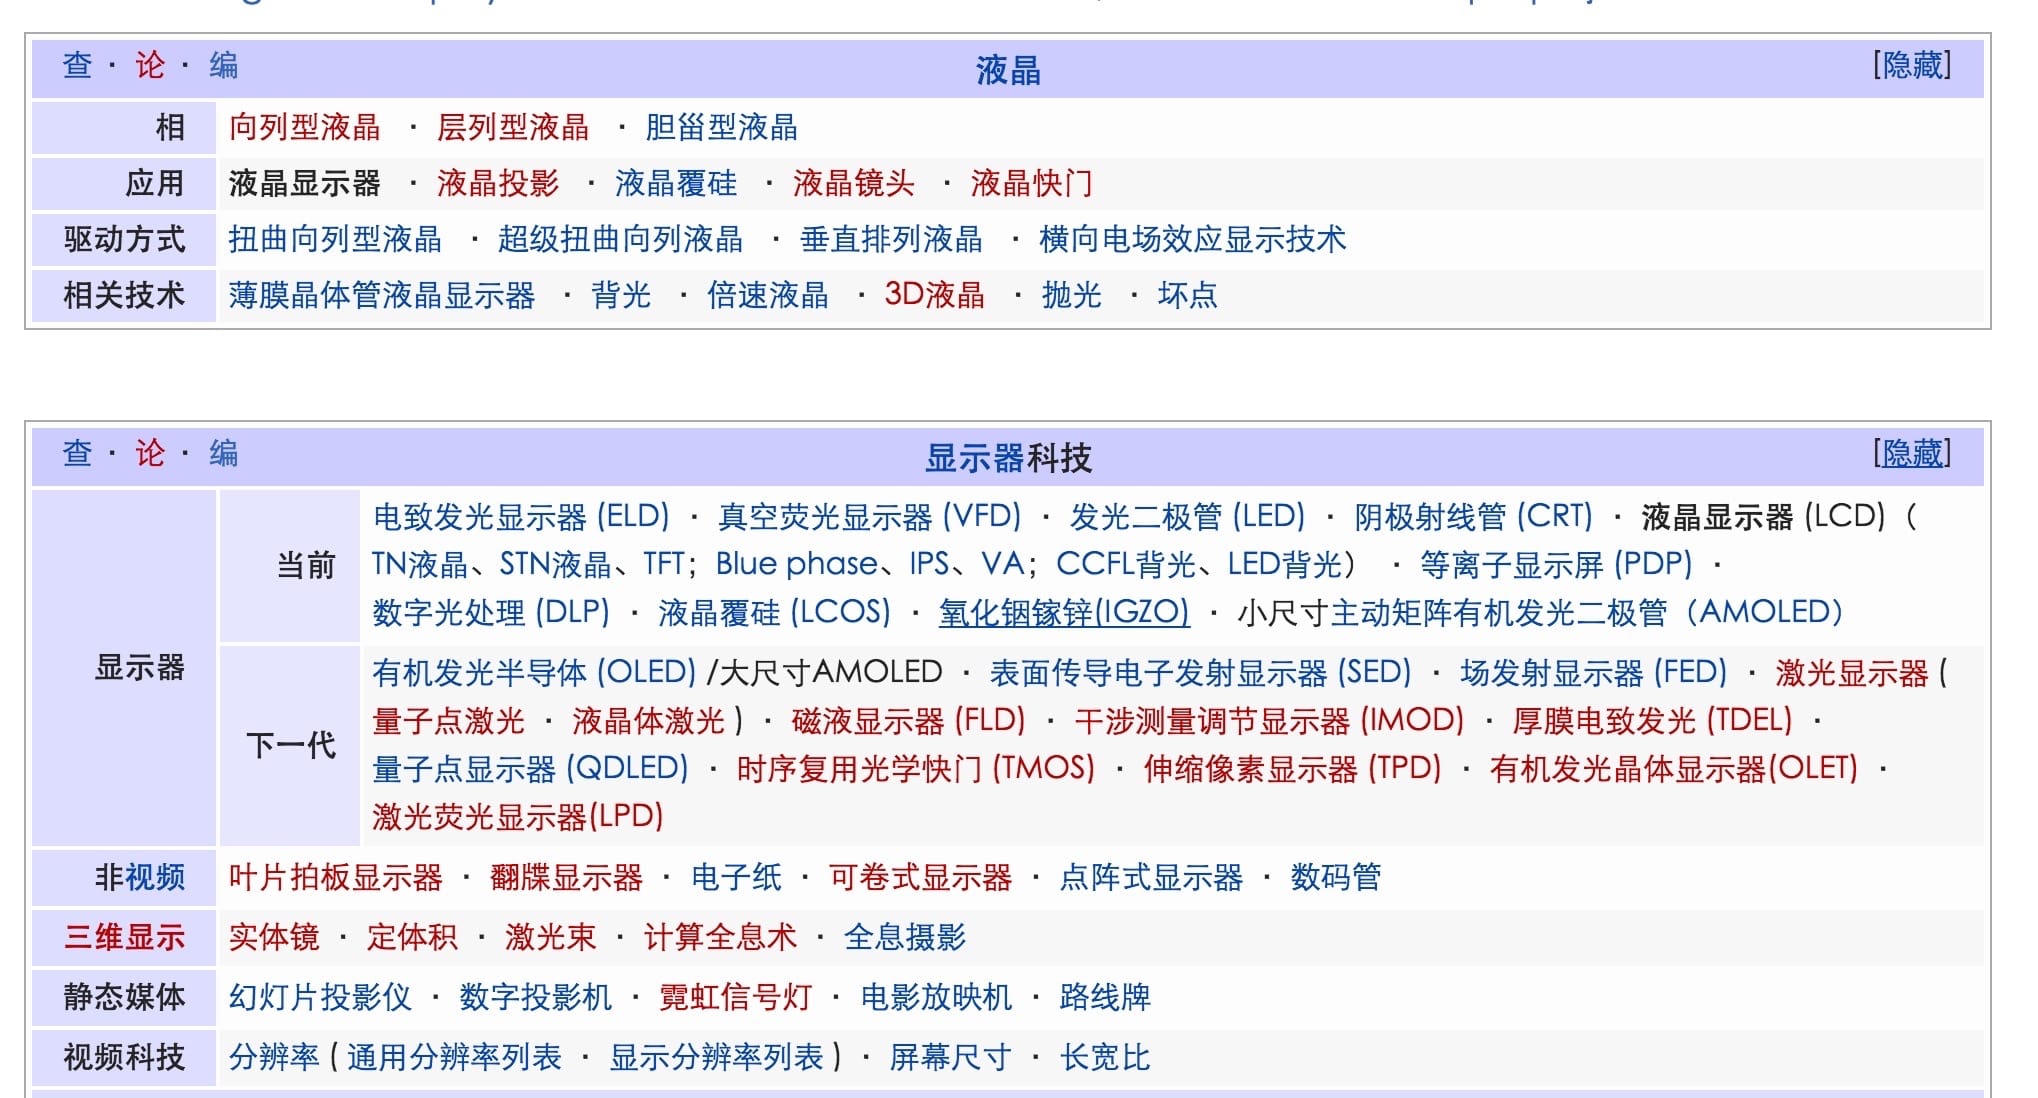 查 · 论 · 编 液晶 [隐藏]
相 向列型液晶 · 层列型液晶 · 胆甾型液晶
应用 液晶显示器 · 液晶投影 · 液晶覆硅 · 液晶镜头 · 液晶快门
驱动方式 扭曲向列型液晶 · 超级扭曲向列液晶 · 垂直排列液晶 · 横向电场效应显示技术
相关技术 薄膜晶体管液晶显示器 · 背光 · 倍速液晶 · 3D液晶 · 抛光 · 坏点
查 · 论 · 编 显示器科技 [隐藏]
显示器
当前
电致发光显示器 (ELD) · 真空荧光显示器 (VFD) · 发光二极管 (LED) · 阴极射线管 (CRT) · 液晶显示器 (LCD)（
TN液晶、STN液晶、TFT；Blue phase、IPS、VA；CCFL背光、LED背光） · 等离子显示屏 (PDP) ·
数字光处理 (DLP) · 液晶覆硅 (LCOS) · 氧化铟镓锌(IGZO) · 小尺寸主动矩阵有机发光二极管（AMOLED）
下一代
有机发光半导体 (OLED) /大尺寸AMOLED · 表面传导电子发射显示器 (SED) · 场发射显示器 (FED) · 激光显示器 (
量子点激光 · 液晶体激光 ) · 磁液显示器 (FLD) · 干涉测量调节显示器 (IMOD) · 厚膜电致发光 (TDEL) ·
量子点显示器 (QDLED) · 时序复用光学快门 (TMOS) · 伸缩像素显示器 (TPD) · 有机发光晶体显示器(OLET) ·
激光荧光显示器(LPD)
非视频 叶片拍板显示器 · 翻牒显示器 · 电子纸 · 可卷式显示器 · 点阵式显示器 · 数码管
三维显示 实体镜 · 定体积 · 激光束 · 计算全息术 · 全息摄影
静态媒体 幻灯片投影仪 · 数字投影机 · 霓虹信号灯 · 电影放映机 · 路线牌
视频科技 分辨率 ( 通用分辨率列表 · 显示分辨率列表 ) · 屏幕尺寸 · 长宽比